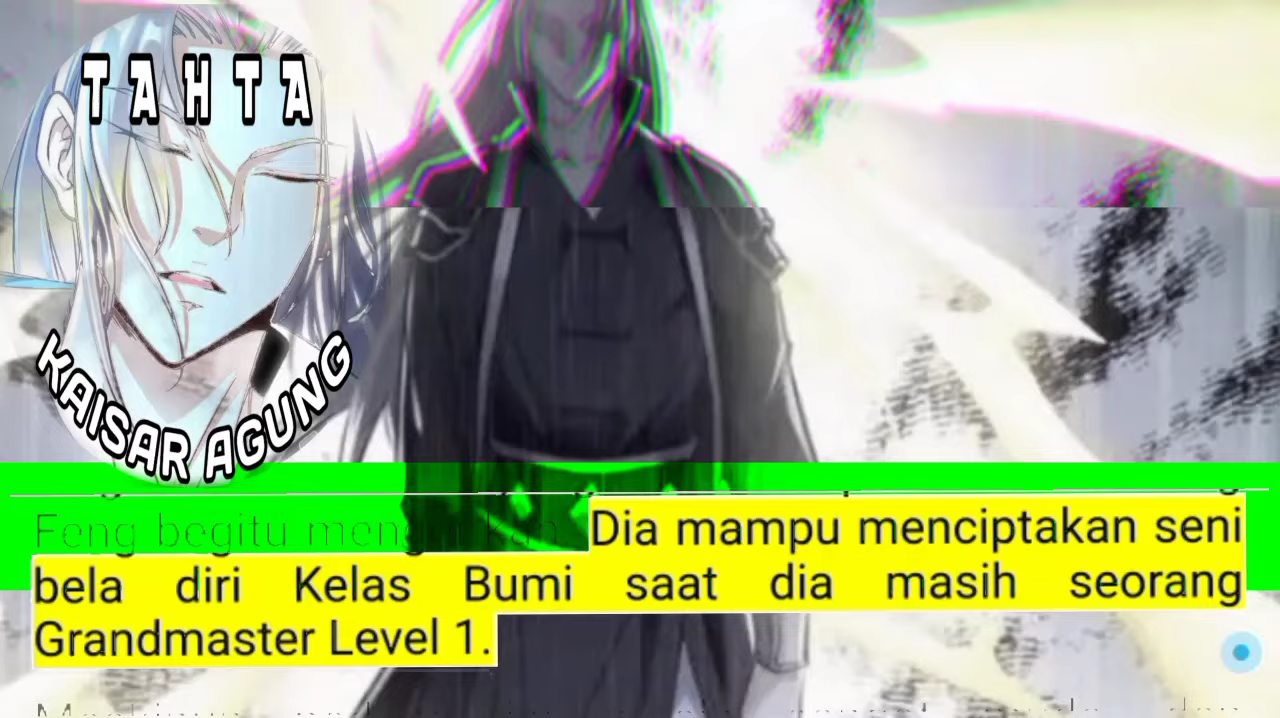 TAHTA
KAISAR AGUNG
Feng begitu Dia mampu menciptakan seni
bela diri Kelas Bumi saat dia masih seorang
Grandmaster Level 1.